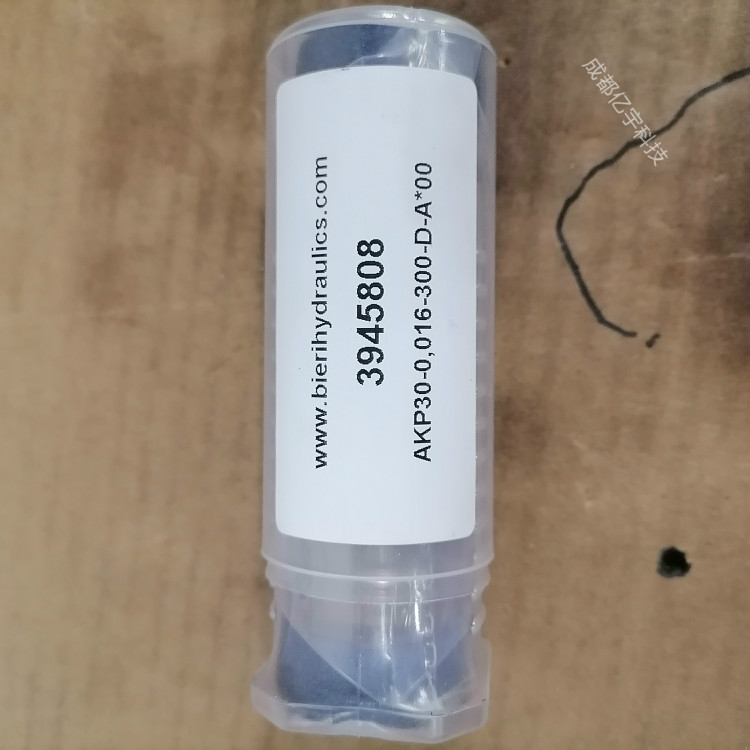 www.bierihydraulics.com
3945808
AKP30-0,016-300-D-A*00
成都亿宇科技